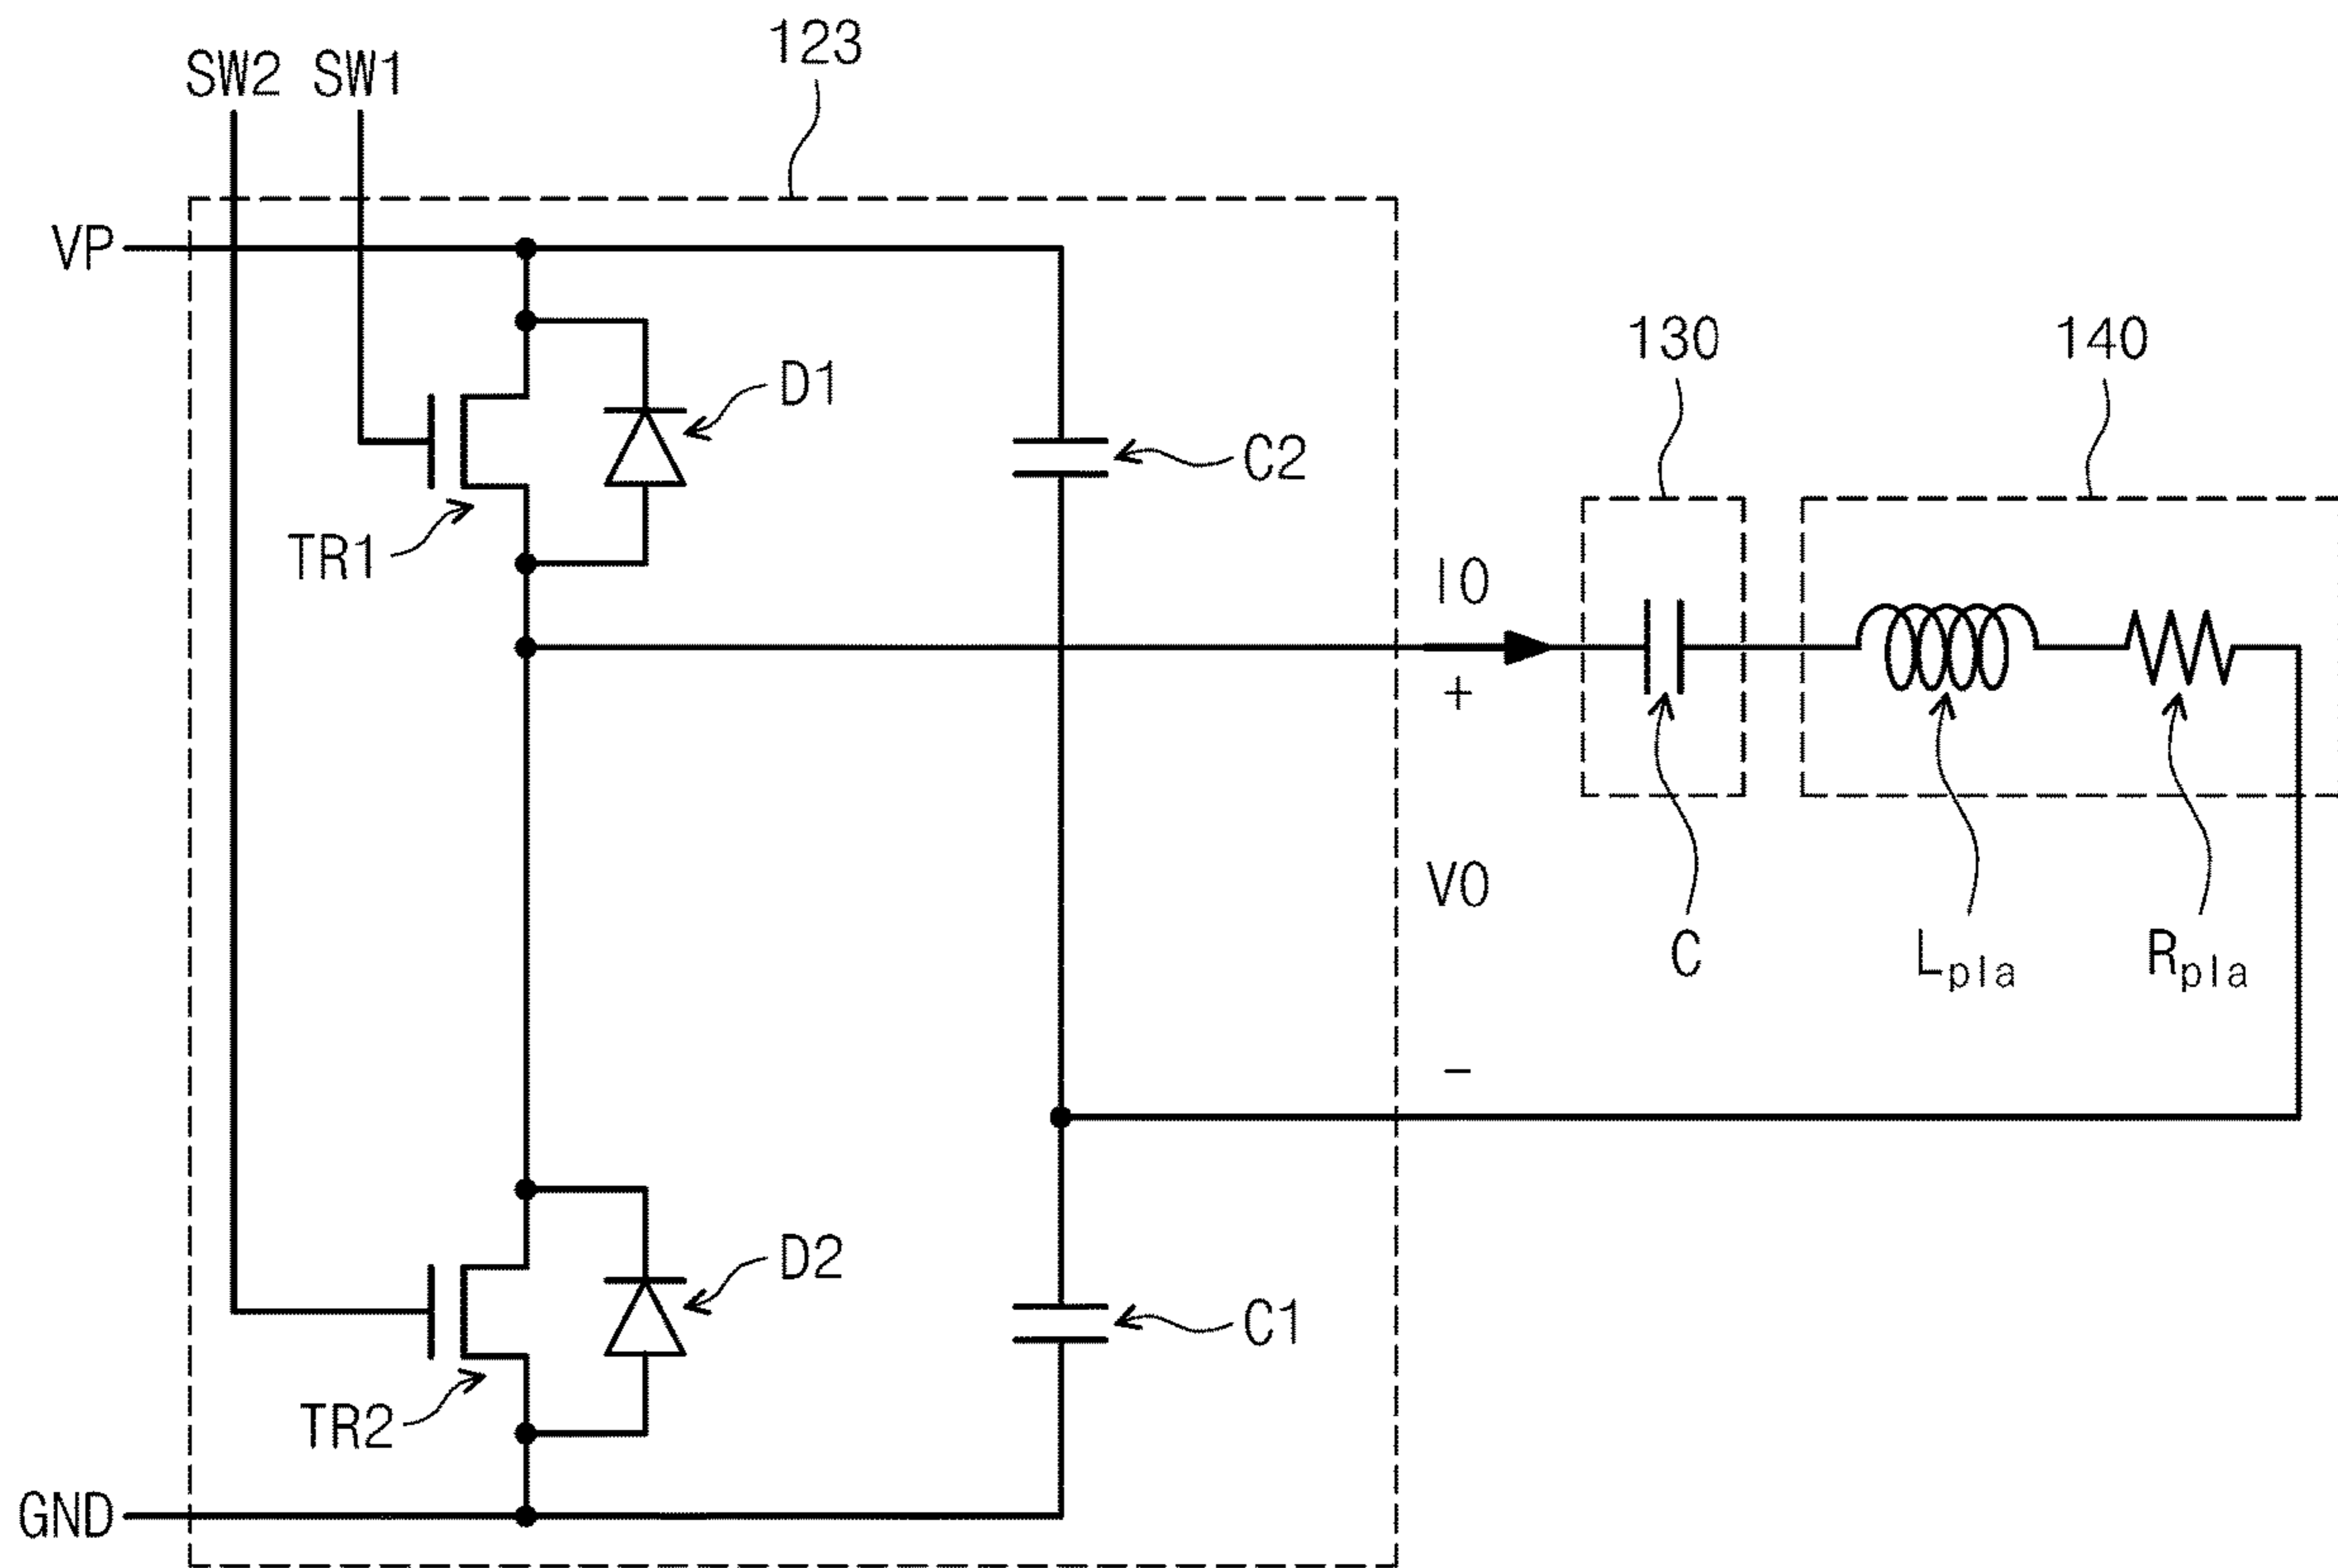 123
SW2 SW1
VP
130
140
D1
C2
TR1
IO
+
VO
C
Lpla
Rpla
-
D2
C1
TR2
GND